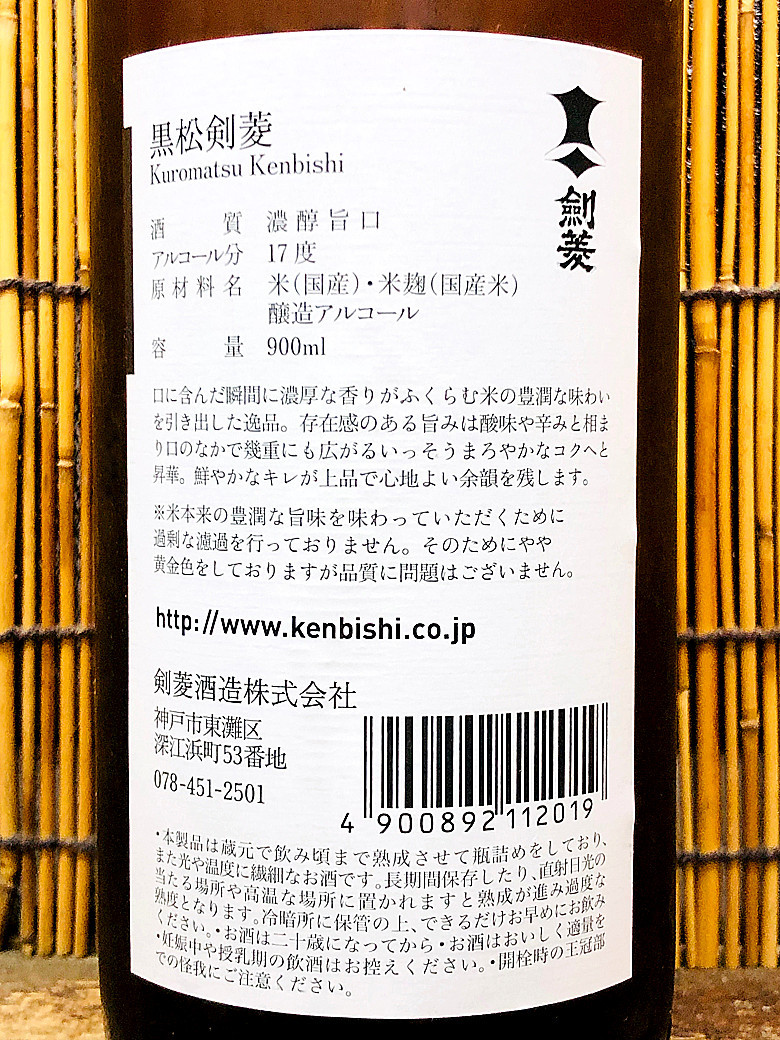 黒松剣菱
Kuromatsu Kenbishi
劍菱
酒質 濃醇旨口
アルコール分 17度
原材料名 米(国産)・米麹(国産米)
醸造アルコール
容量 900ml
口に含んだ瞬間に濃厚な香りがふくらむ米の豊潤な味わい
を引き出した逸品。存在感のある旨みは酸味や辛みと相ま
り口のなかで幾重にも広がるいっそうまろやかなコクへと
昇華。鮮やかなキレが上品で心地よい余韻を残します。
※米本来の豊潤な旨味を味わっていただくために
過剰な濾過を行っておりません。そのためにやや
黄金色をしておりますが品質に問題はございません。
http://www.kenbishi.co.jp
剣菱酒造株式会社
神戸市東灘区
深江浜町53番地
078-451-2501
4 900892 112019
・本製品は蔵元で飲み頃まで熟成させて瓶詰めをしており、
また光や温度に繊細なお酒です。長期間保存したり、直射日光の
当たる場所や高温な場所に置かれますと熟成が進み過度な
熟度となります。冷暗所に保管の上、できるだけお早めにお飲み
ください。・お酒は二十歳になってから・お酒はおいしく適量を
・妊娠中や授乳期の飲酒はお控えください。・開栓時の王冠部
での怪我にご注意ください。